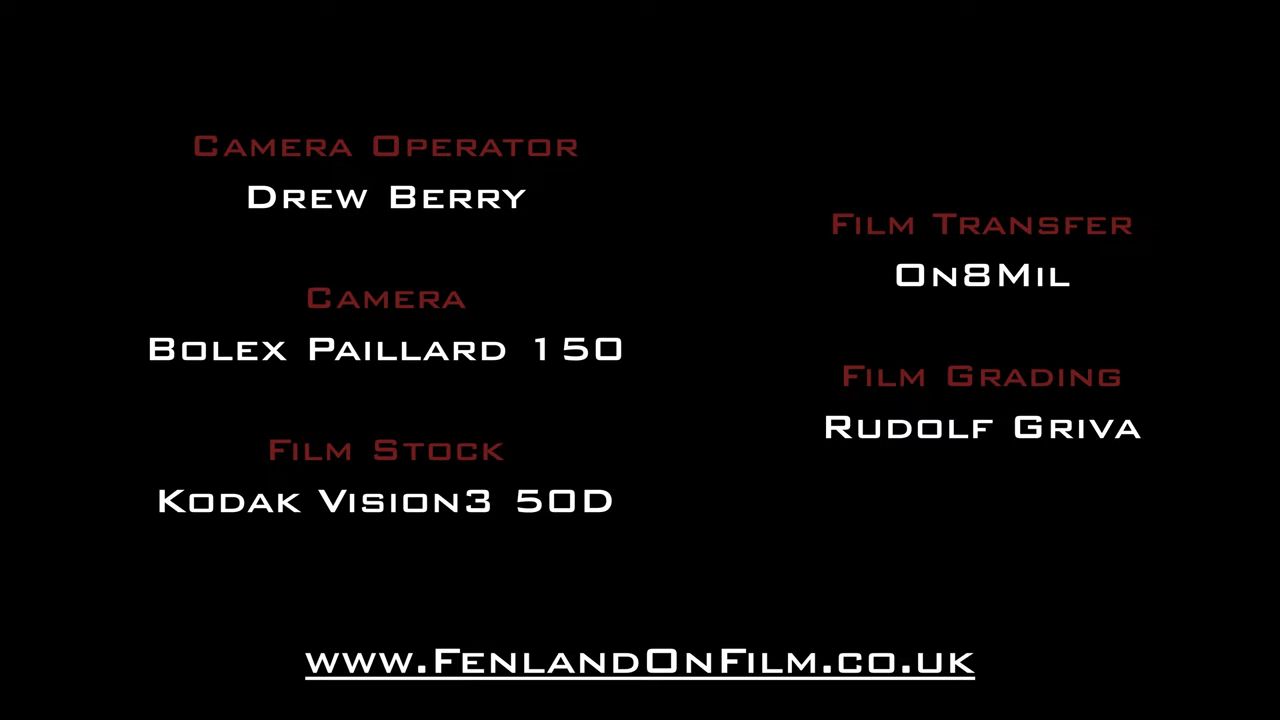 Camera Operator
Drew Berry
Camera
Bolex Paillard 150
Film Stock
Kodak Vision3 50D
Film Transfer
On8Mil
Film Grading
Rudolf Griva
www.FenlandOnFilm.co.uk